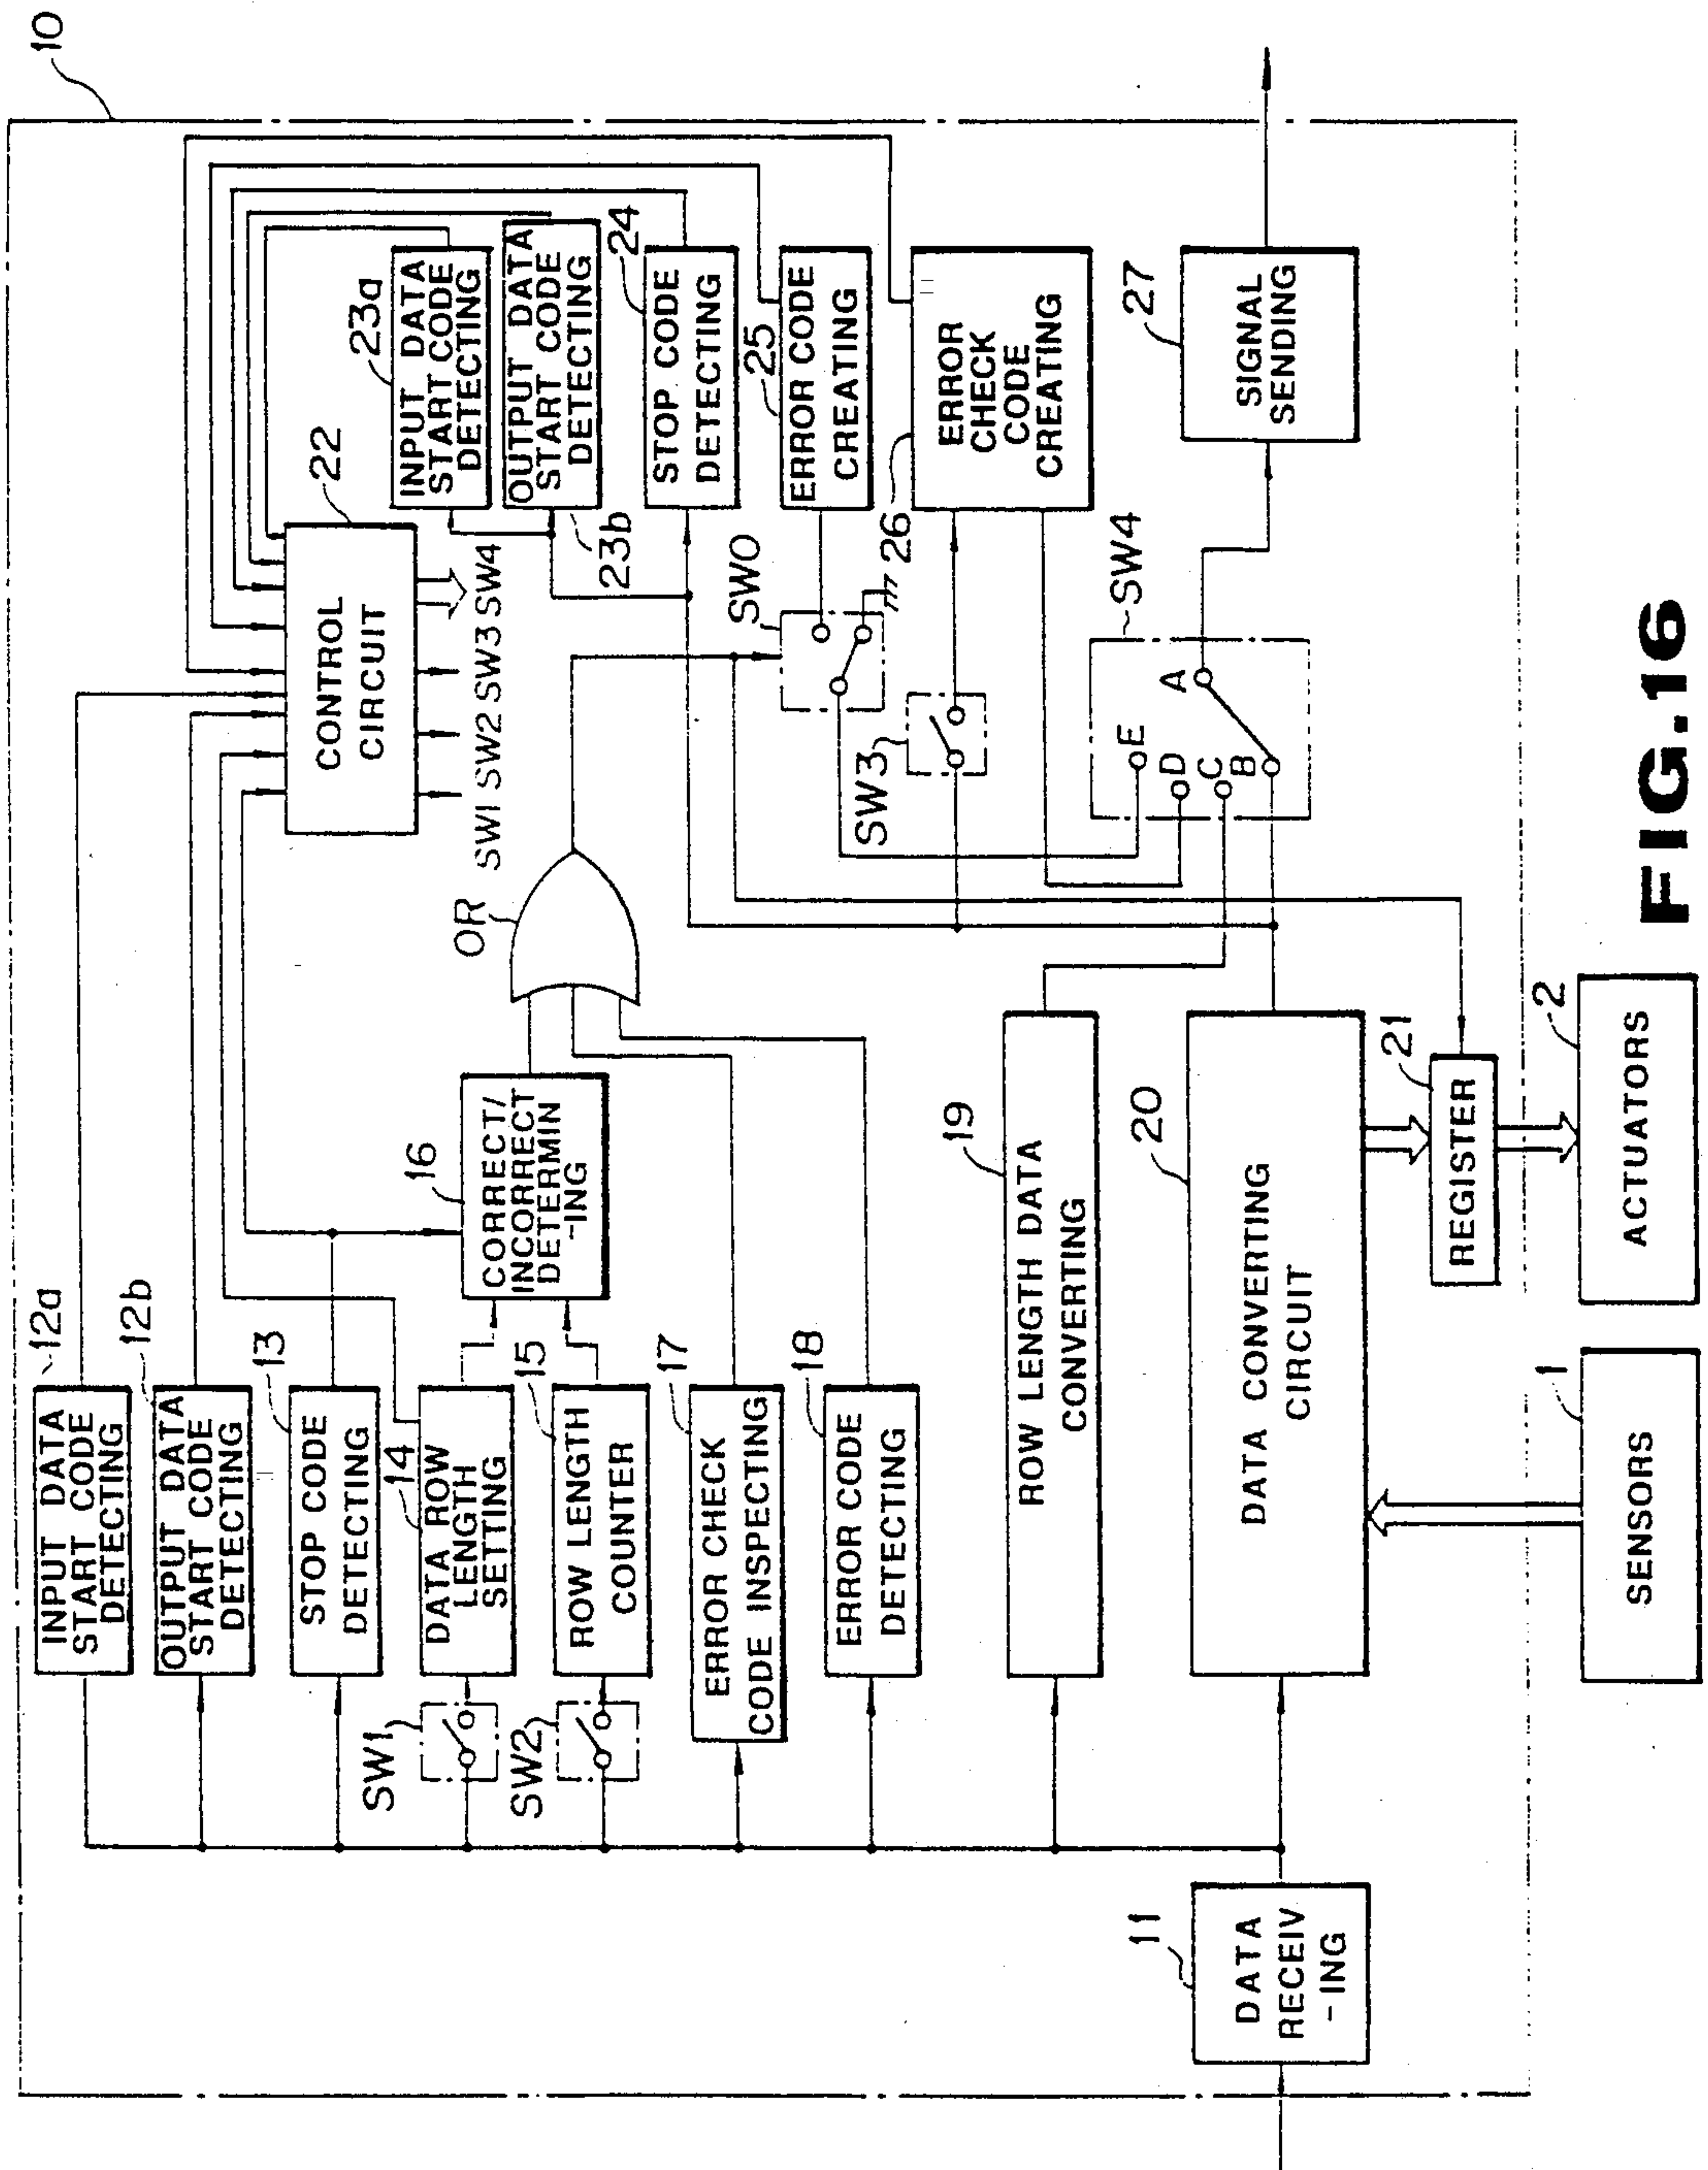 10
12a
INPUT DATA
START CODE
DETECTING
12b
OUTPUT DATA
START CODE
DETECTING
13
STOP CODE
DETECTING
14
DATA ROW
LENGTH
SETTING
15
ROW LENGTH
COUNTER
SW1
SW2
16
CORRECT/
INCORRECT
DETERMIN
-ING
17
ERROR CHECK
CODE INSPECTING
18
ERROR CODE
DETECTING
OR
22
CONTROL
CIRCUIT
SW1 SW2 SW3 SW4
23a
INPUT DATA
START CODE
DETECTING
23b
OUTPUT DATA
START CODE
DETECTING
24
STOP CODE
DETECTING
25
ERROR CODE
CREATING
SW0
26
ERROR
CHECK
CODE
CREATING
SW3
SW4
A
E
D
C
B
27
SIGNAL
SENDING
19
ROW LENGTH DATA
CONVERTING
20
DATA CONVERTING
CIRCUIT
11
DATA
RECEIV
-ING
21
REGISTER
1
SENSORS
2
ACTUATORS
FIG.16